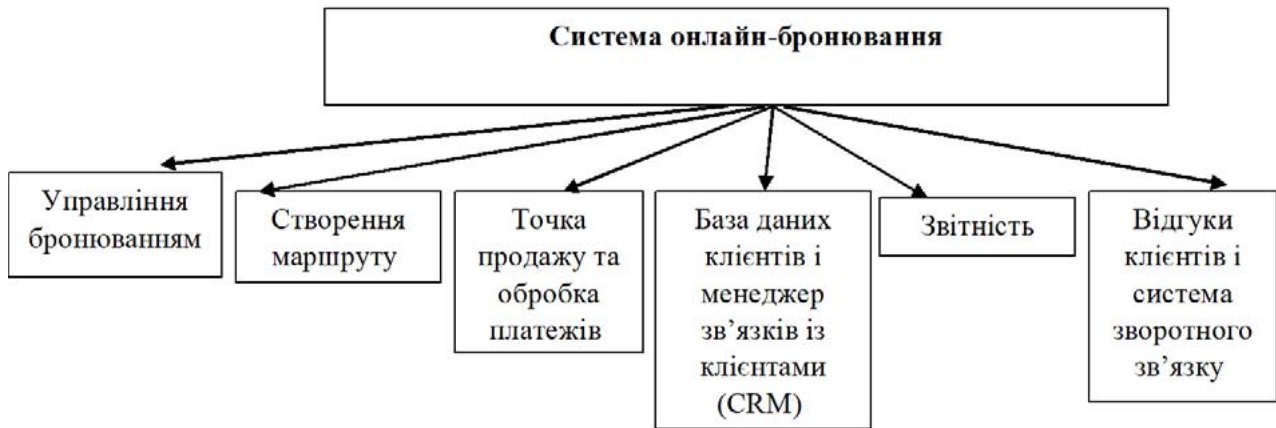 Система онлайн-бронювання
Управління
бронюванням
Створення
маршруту
Точка
продажу та
обробка
платежів
База даних
клієнтів і
менеджер
зв’язків із
клієнтами
(CRM)
Звітність
Відгуки
клієнтів і
система
зворотного
зв’язку